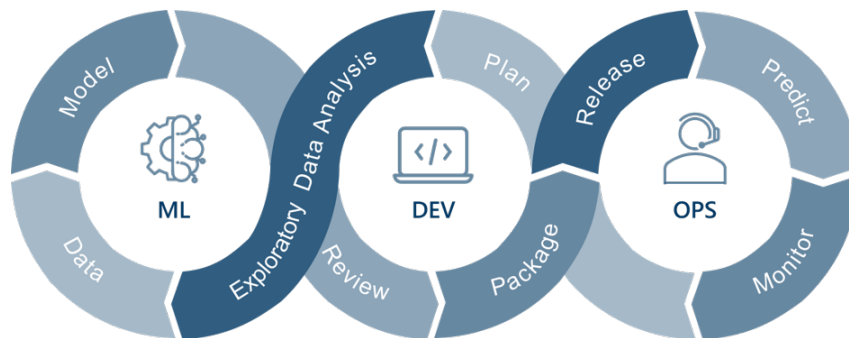 Model
Data
ML
Exploratory Data Analysis
Plan
DEV
Review
Package
Release
Predict
OPS
Monitor